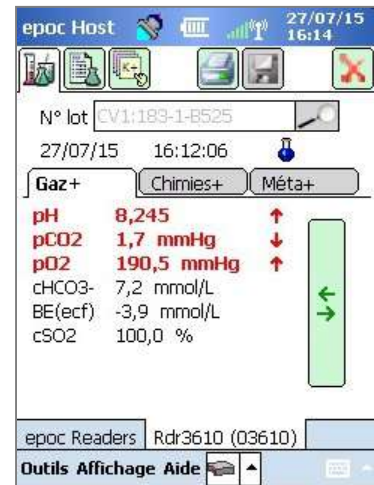 epoc Host 27/07/15 16:14
K+
N° lot CV1:183-1-B525
27/07/15 16:12:06
Gaz+ Chimies+ Méta+
pH 8,245 ↑
pCO2 1,7 mmHg ↓
pO2 190,5 mmHg ↑
cHCO3- 7,2 mmol/L
BE(ecf) -3,9 mmol/L
cSO2 100,0 %
epoc Readers Rdr3610 (03610)
Outils Affichage Aide